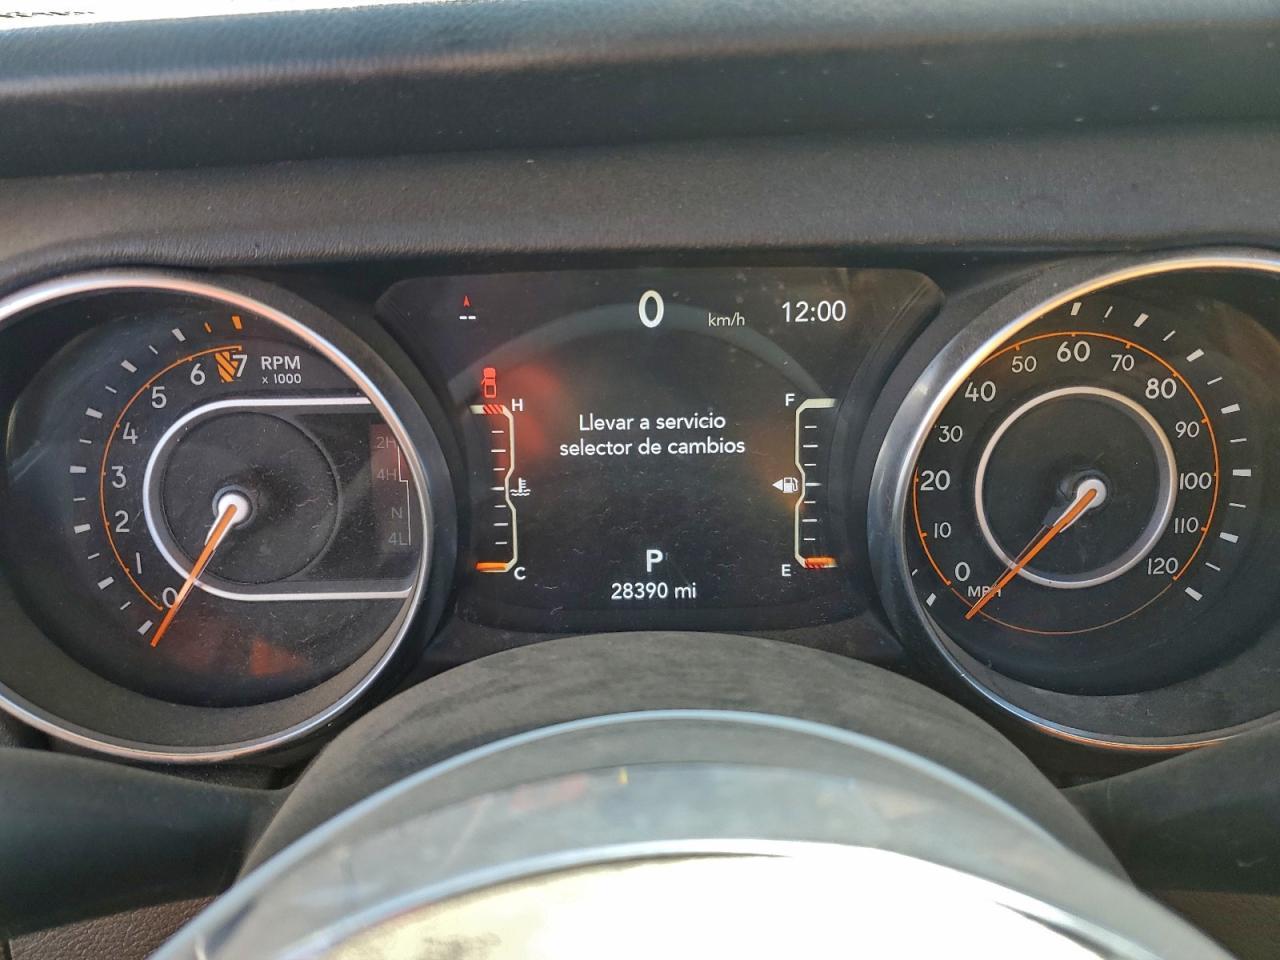 -- 0 km/h 12:00
Llevar a servicio
selector de cambios
H
C
F
E
P
28390 mi
RPM
x 1000
0 1 2 3 4 5 6 7
2H
4H
N
4L
0 10 20 30 40 50 60 70 80 90 100 110 120
MPH